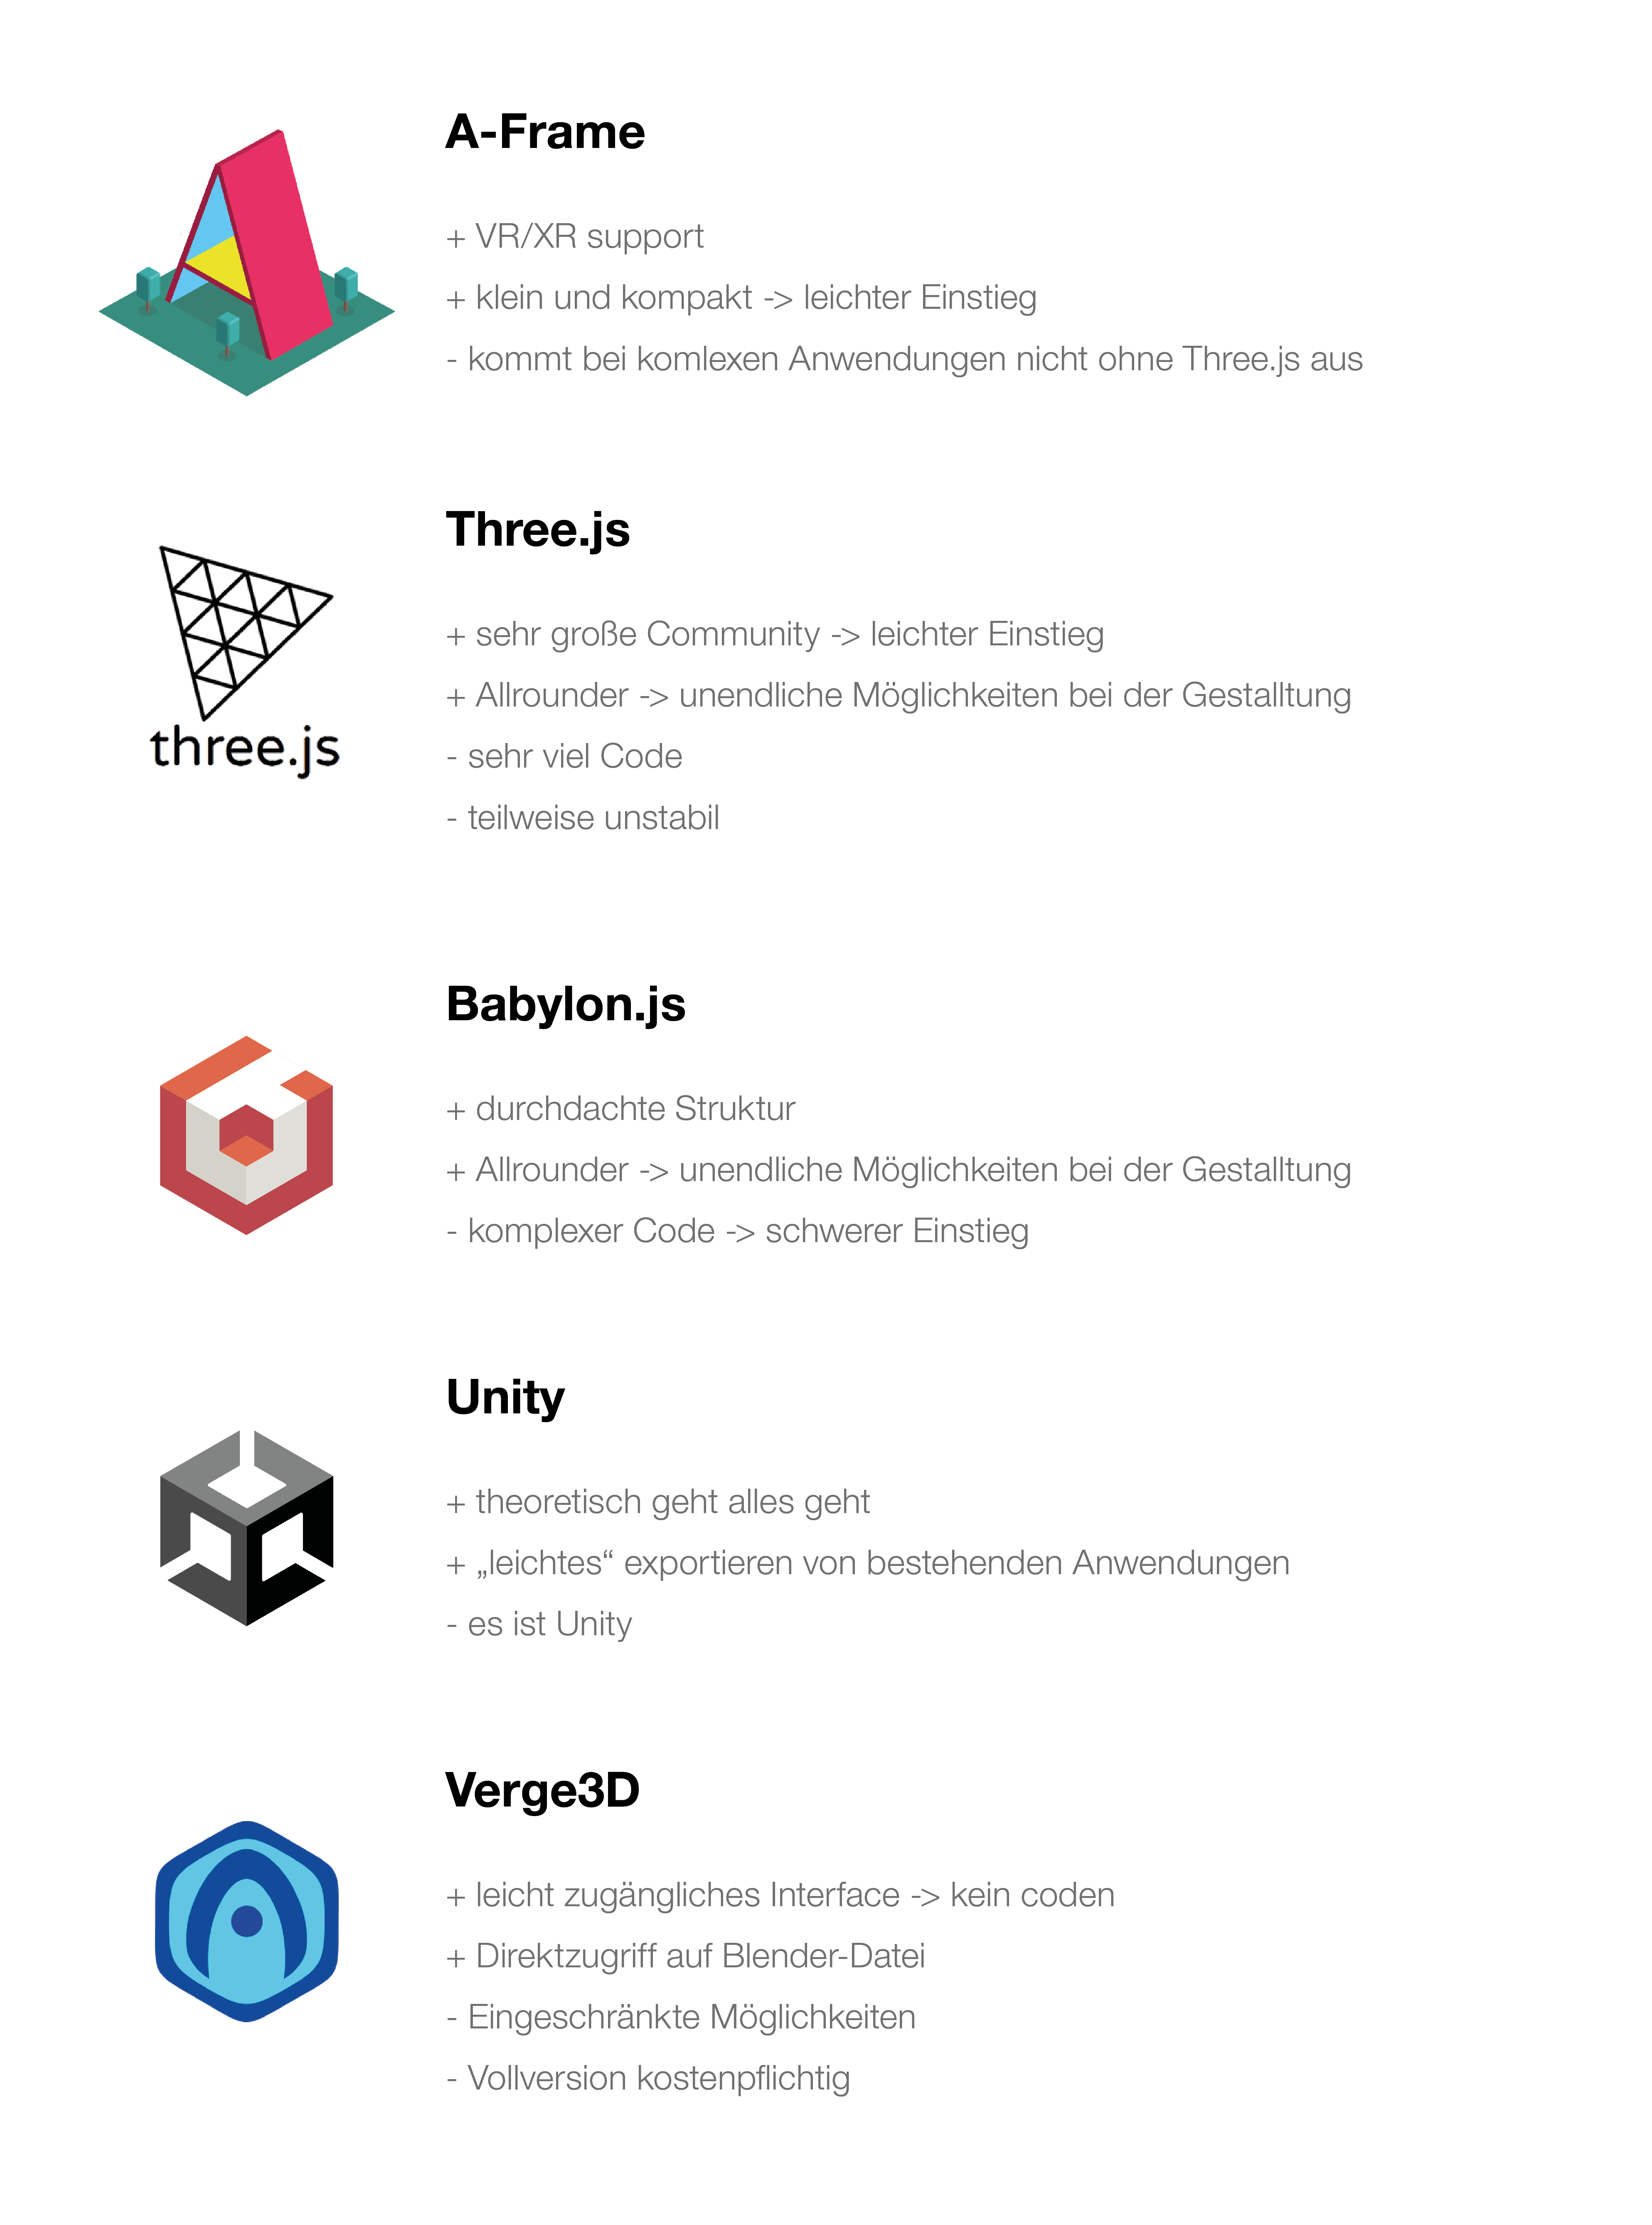 A-Frame
+ VR/XR support
+ klein und kompakt -> leichter Einstieg
- kommt bei komlexen Anwendungen nicht ohne Three.js aus
Three.js
three.js
+ sehr große Community -> leichter Einstieg
+ Allrounder -> unendliche Möglichkeiten bei der Gestalltung
- sehr viel Code
- teilweise unstabil
Babylon.js
+ durchdachte Struktur
+ Allrounder -> unendliche Möglichkeiten bei der Gestalltung
- komplexer Code -> schwerer Einstieg
Unity
+ theoretisch geht alles geht
+ „leichtes“ exportieren von bestehenden Anwendungen
- es ist Unity
Verge3D
+ leicht zugängliches Interface -> kein coden
+ Direktzugriff auf Blender-Datei
- Eingeschränkte Möglichkeiten
- Vollversion kostenpflichtig